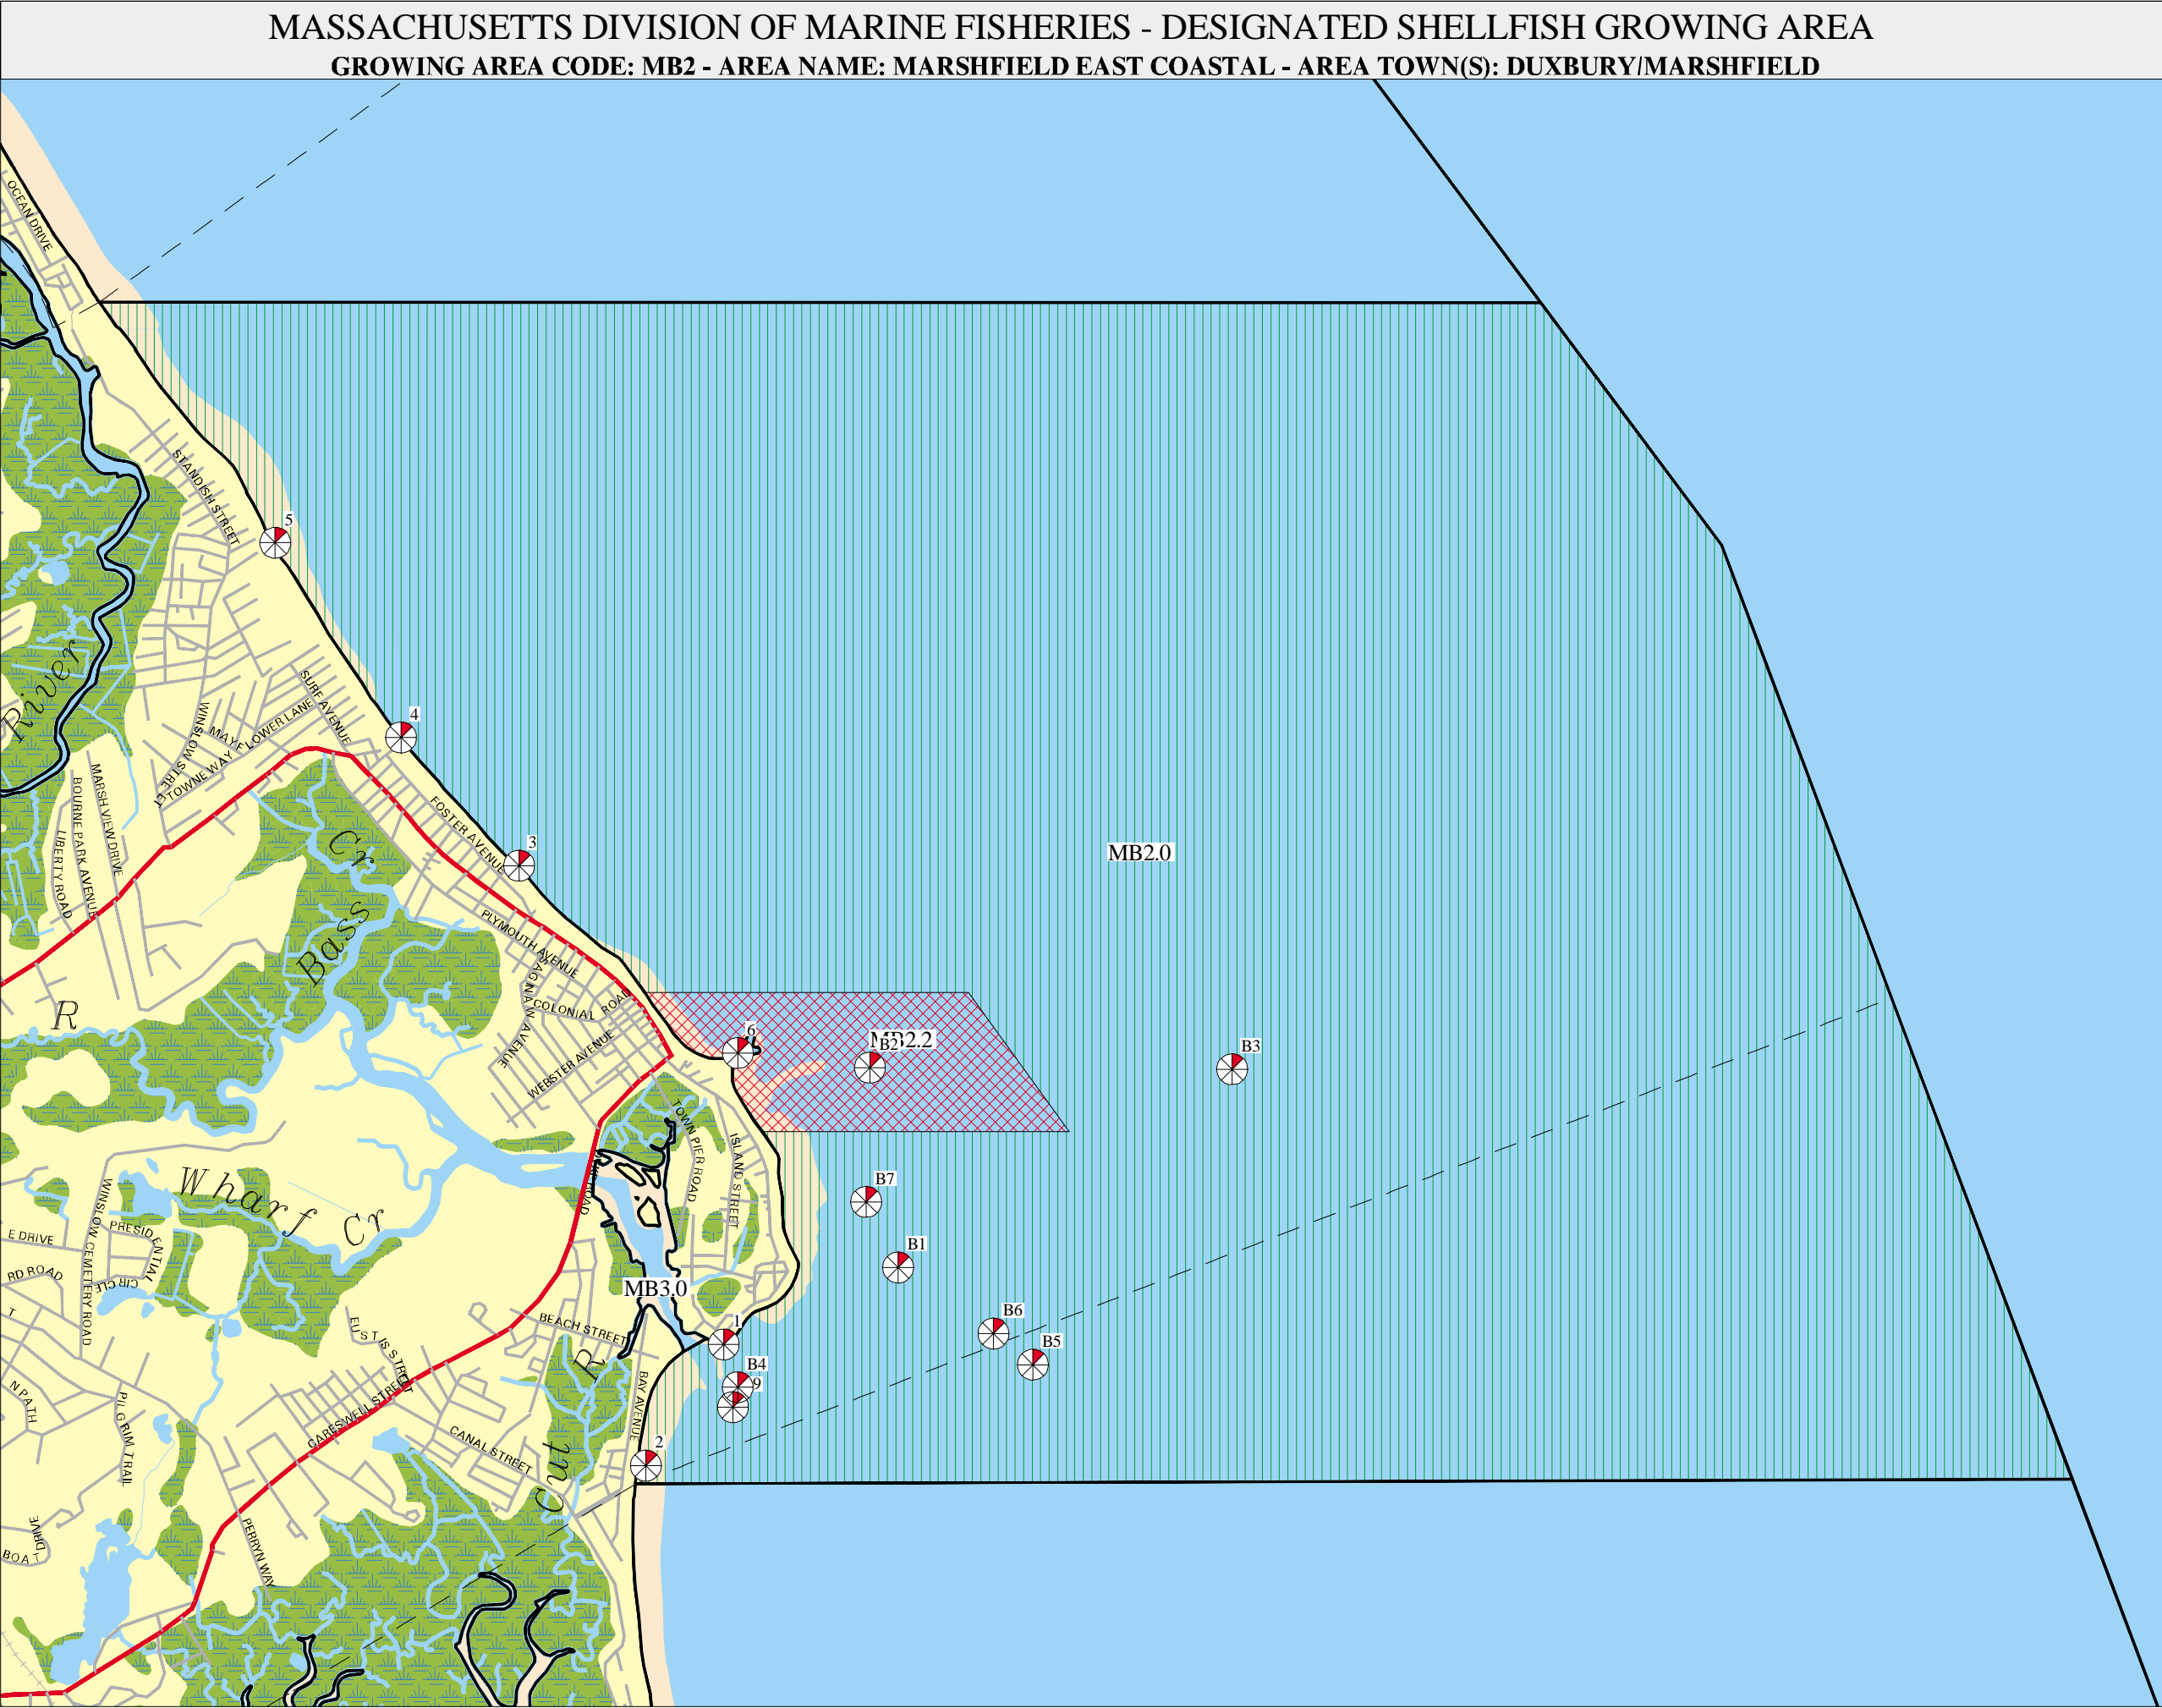 MASSACHUSETTS DIVISION OF MARINE FISHERIES - DESIGNATED SHELLFISH GROWING AREA
GROWING AREA CODE: MB2 - AREA NAME: MARSHFIELD EAST COASTAL - AREA TOWN(S): DUXBURY/MARSHFIELD
OCEAN DRIVE
STANDISH STREET
5
River
SURF AVENUE
WINSLOW STREET
MAYFLOWER LANE
TOWNE WAY
4
MARSH VIEW DRIVE
BOURNE PARK AVENUE
LIBERTY ROAD
FOSTER AVENUE
3
MB2.0
Bass Cr
PLYMOUTH AVENUE
SAGINAW AVENUE
COLONIAL ROAD
WEBSTER AVENUE
R
6
MB2.2
B2
B3
TOWN PIER ROAD
ISLAND STREET
ROAD
B7
Wharf Cr
WINSLOW CEMETERY ROAD
PRESIDENTIAL
CIRCLE
E DRIVE
RD ROAD
T
B1
MB3.0
BEACH STREET
EUSTIS STREET
1
B6
B5
B4
9
CARESWELL STREET
BAY AVENUE
CANAL STREET
Cut R
2
N PATH
PILGRIM TRAIL
DRIVE
BOAT
PERRYN WAY